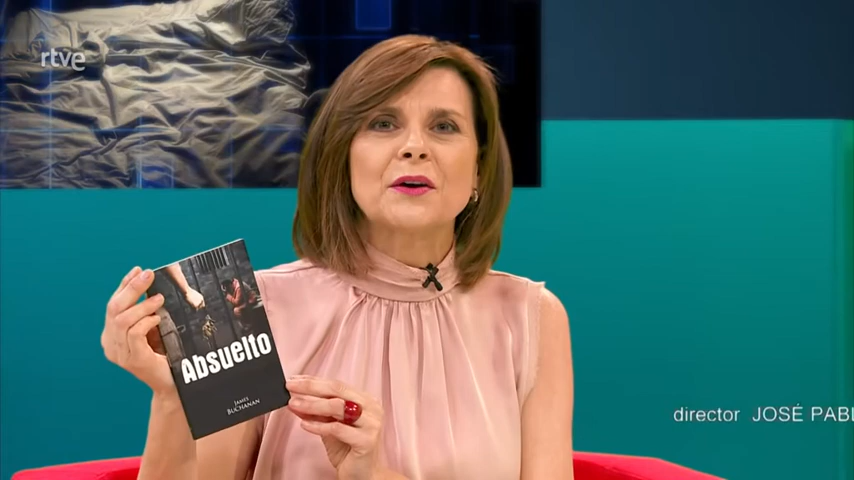 rtve
Absuelto
JAMES
BUCHANAN
director JOSÉ PABL